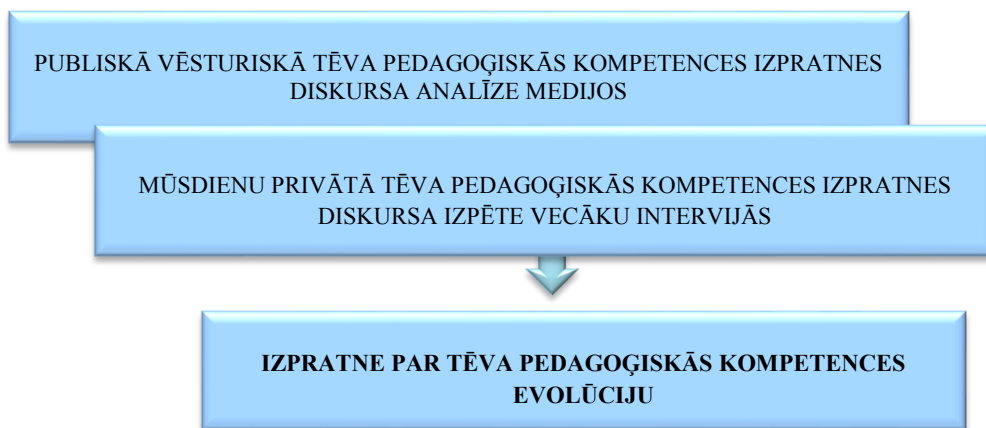 PUBLISKĀ VĒSTURISKĀ TĒVA PEDAGOĢISKĀS KOMPETENCES IZPRATNES
DISKURSA ANALĪZE MEDIJOS
MŪSDIENU PRIVĀTĀ TĒVA PEDAGOĢISKĀS KOMPETENCES IZPRATNES
DISKURSA IZPĒTE VECĀKU INTERVIJĀS
IZPRATNE PAR TĒVA PEDAGOĢISKĀS KOMPETENCES
EVOLŪCIJU